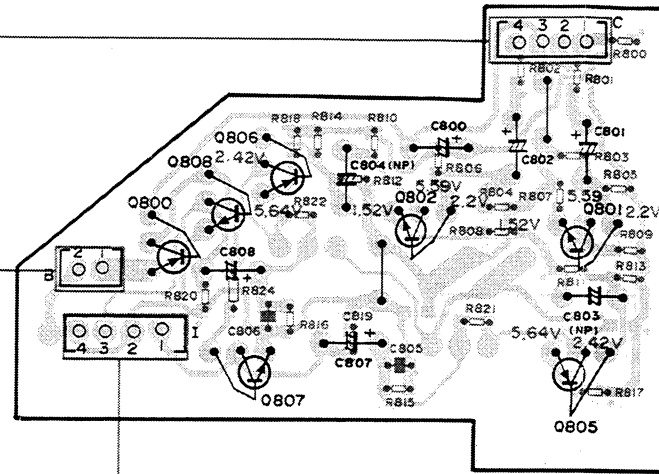 4 3 2 1 C
R800
R802
R801
R818
R814
R810
Q806
C800
C801
Q808
2.42V
R806
C802
R803
C804(NP)
R812
5.59V
Q800
5.64V
R822
Q802
2.2V
R804
R807
5.59
R805
1.52V
1.52V
Q801
2.2V
R808
R809
C808
R811
R813
2 1
B
R820
R824
C803
(NP)
4 3 2 1
I
C806
R816
C819
R821
5.64V
2.42V
C807
C805
R815
R817
Q807
Q805